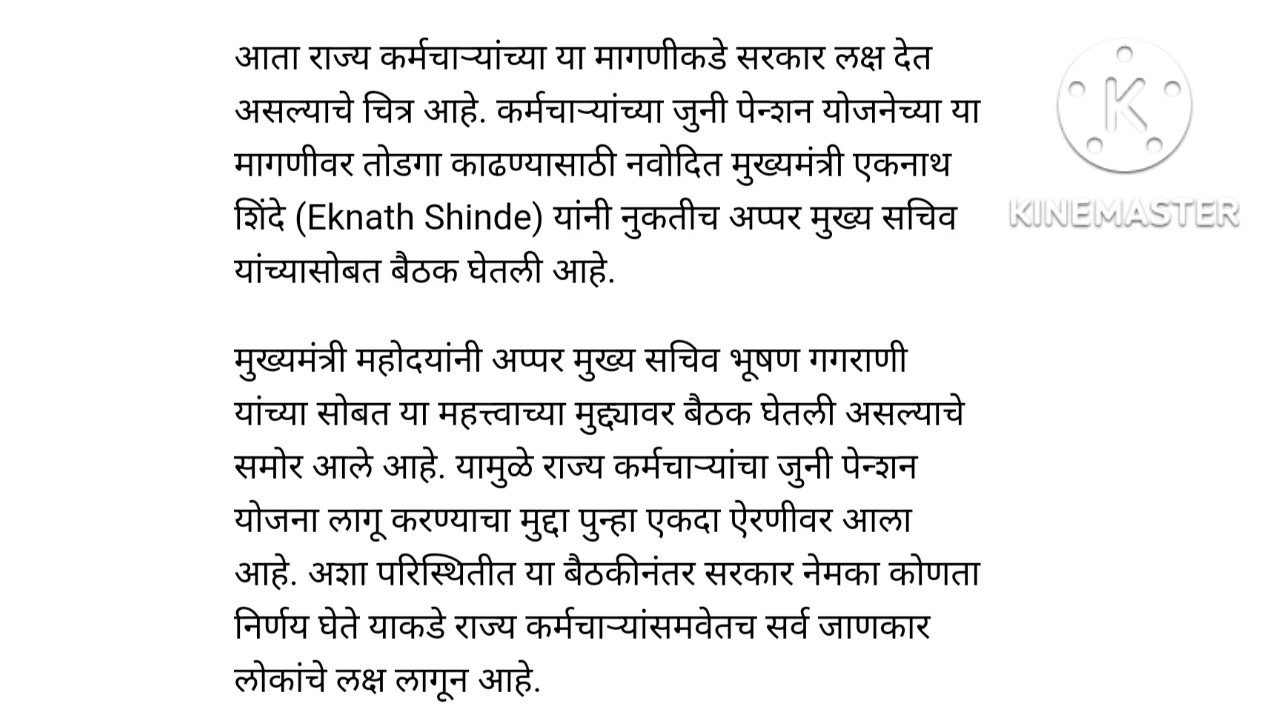 आता राज्य कर्मचाऱ्यांच्या या मागणीकडे सरकार लक्ष देत
असल्याचे चित्र आहे. कर्मचाऱ्यांच्या जुनी पेन्शन योजनेच्या या
मागणीवर तोडगा काढण्यासाठी नवोदित मुख्यमंत्री एकनाथ
शिंदे (Eknath Shinde) यांनी नुकतीच अप्पर मुख्य सचिव
यांच्यासोबत बैठक घेतली आहे.
मुख्यमंत्री महोदयांनी अप्पर मुख्य सचिव भूषण गगराणी
यांच्या सोबत या महत्त्वाच्या मुद्द्यावर बैठक घेतली असल्याचे
समोर आले आहे. यामुळे राज्य कर्मचाऱ्यांचा जुनी पेन्शन
योजना लागू करण्याचा मुद्दा पुन्हा एकदा ऐरणीवर आला
आहे. अशा परिस्थितीत या बैठकीनंतर सरकार नेमका कोणता
निर्णय घेते याकडे राज्य कर्मचाऱ्यांसमवेतच सर्व जाणकार
लोकांचे लक्ष लागून आहे.
K
KINEMASTER